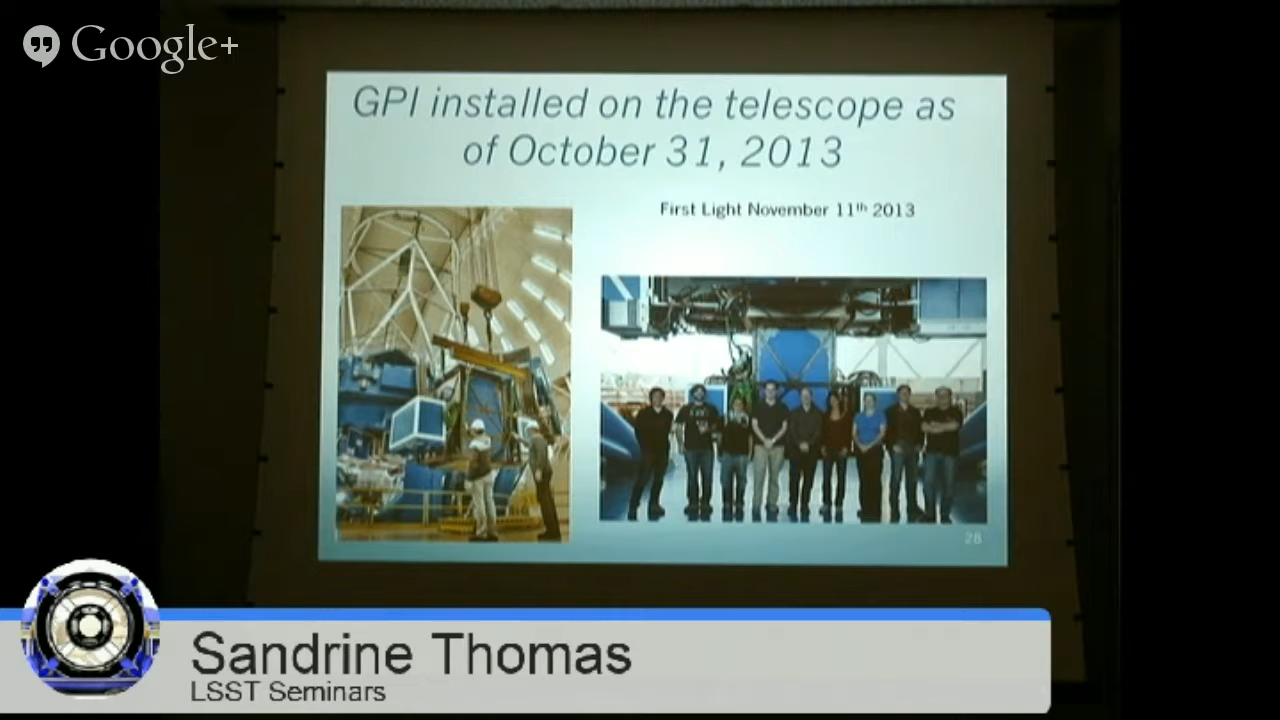 Google+
GPI installed on the telescope as
of October 31, 2013
First Light November 11th 2013
28
Sandrine Thomas
LSST Seminars